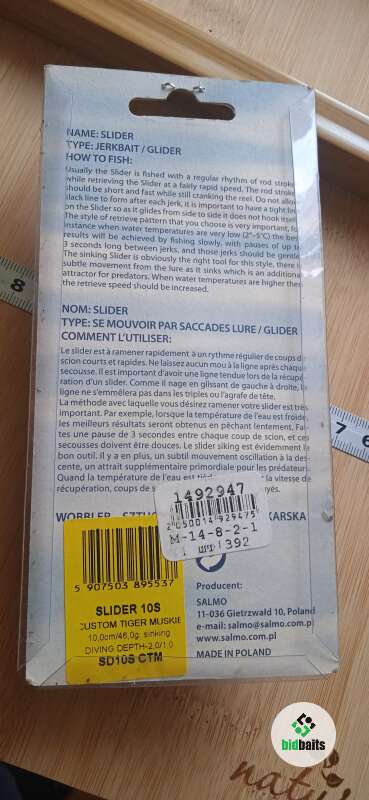 NAME: SLIDER
TYPE: JERKBAIT / GLIDER
HOW TO FISH:
Usually the Slider is fished with a regular rhythm of rod stroke
while retrieving the Slider at a fairly rapid speed. The rod stroke
should be short and fast while still cranking the reel. Do not allow
slack line to form after each jerk, it is important to have a tight line
on the Slider so as it glides from side to side it does not hook itself.
The style of retrieve pattern that you choose is very important, for
instance when water temperatures are very low (2°-5°C) the best
results will be achieved by fishing slowly, with pauses of up to
3 seconds long between jerks, and those jerks should be gentle.
The sinking Slider is obviously the right tool for this style, there is
subtle movement from the lure as it sinks which is an additional
attractor for predators. When water temperatures are higher then
the retrieve speed should be increased.
NOM: SLIDER
TYPE: SE MOUVOIR PAR SACCADES LURE / GLIDER
COMMENT L'UTILISER:
Le slider est à ramener rapidement à un rythme régulier de coups de
scion courts et rapides. Ne laissez aucun mou à la ligne après chaque
secousse. Il est important d'avoir une ligne tendue lors de la récupé-
ration d'un slider. Comme il nage en glissant de gauche à droite, la
ligne ne s'emmêlera pas dans les triples ou l'agrafe de tête.
La méthode avec laquelle vous désirez ramener votre slider est très
important. Par exemple, lorsque la température de l'eau est froide,
les meilleurs résultats seront obtenus en pêchant lentement. Fai-
tes une pause de 3 secondes entre chaque coup de scion, et ces
secousses doivent être douces. Le slider siking est évidemment le
bon outil. Il y a en plus, un subtil mouvement oscillation à la des-
cente, un attrait supplémentaire primordiale pour les prédateurs.
Quand la température de l'eau est la vitesse de
récupération, coups de
WOBBLER
1492947
2050014929475
M-14-8-2-1
1 шт 392
5 907503 895537
SLIDER 10S
CUSTOM TIGER MUSKIE
10,0cm/46,0g sinking
DIVING DEPTH-2,0/1,0
SD10S CTM
Producent:
SALMO
11-036 Gietrzwald 10, Poland
e-mail: salmo@salmo.com.pl
www.salmo.com.pl
MADE IN POLAND
8
7 6
bidbaits
natu